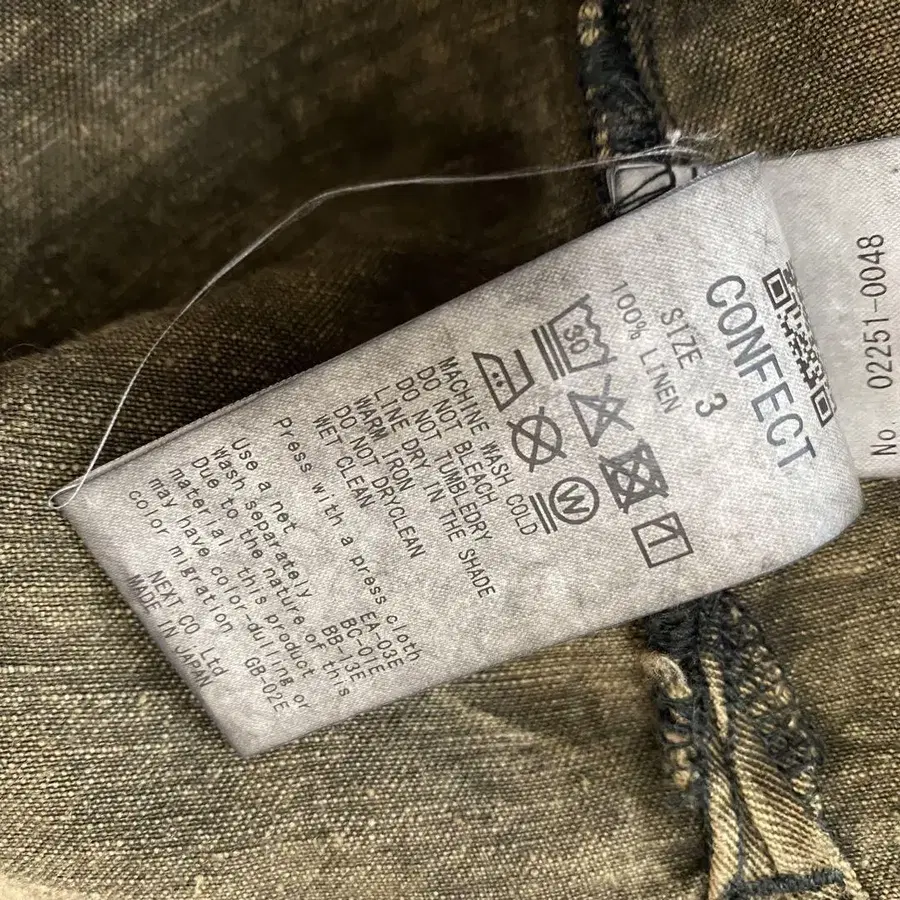 CONFECT
SIZE 3
100% LINEN
30
W
MACHINE WASH COLD
DO NOT BLEACH
DO NOT TUMBLEDRY
LINE DRY IN THE SHADE
WARM IRON
DO NOT DRYCLEAN
WET CLEAN
EA-03E
Press with a press cloth
BC-01E
Use a net
BB-13E
Wash separately
Due to the nature of this
material, this product
may have color-dulling or
color migration
GB-02E
NEXT CO Ltd
MADE IN JAPAN
No 02251-0048